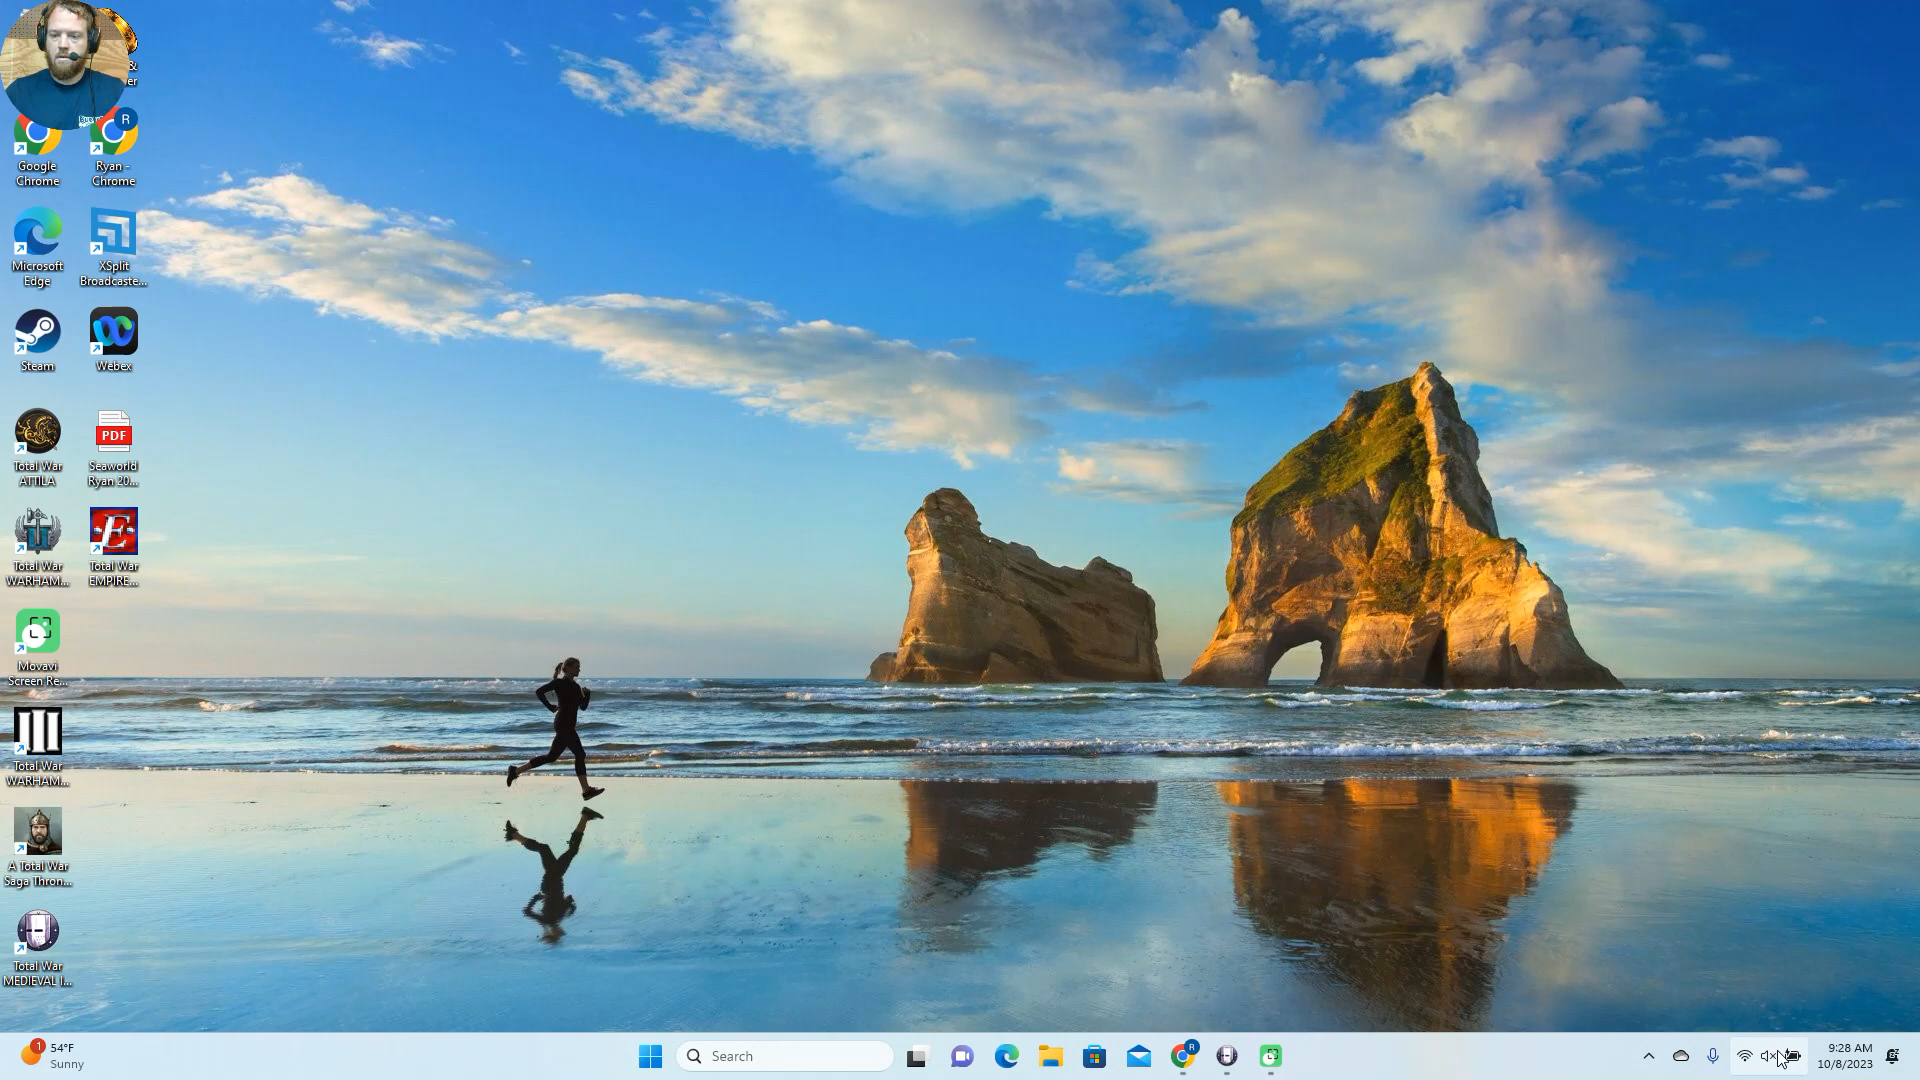 &
er
R
Google
Chrome
Ryan -
Chrome
Microsoft
Edge
XSplit
Broadcaste...
Steam
Webex
Total War
ATTILA
PDF
Seaworld
Ryan 20...
Total War
WARHAM...
E
Total War
EMPIRE...
Movavi
Screen Re...
III
Total War
WARHAM...
A Total War
Saga Thron...
Total War
MEDIEVAL I...
1
54°F
Sunny
Search
R
9:28 AM
10/8/2023